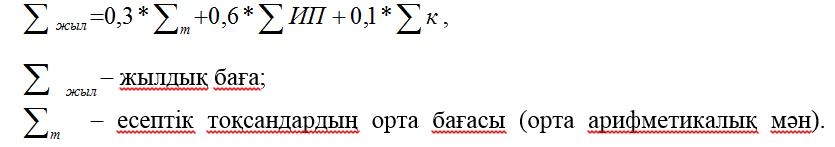 ∑ жыл =0,3 * ∑ т +0,6 * ∑ ИП + 0,1 * ∑ к ,
∑ жыл – жылдық баға;
∑ т – есептік тоқсандардың орта бағасы (орта арифметикалық мән).